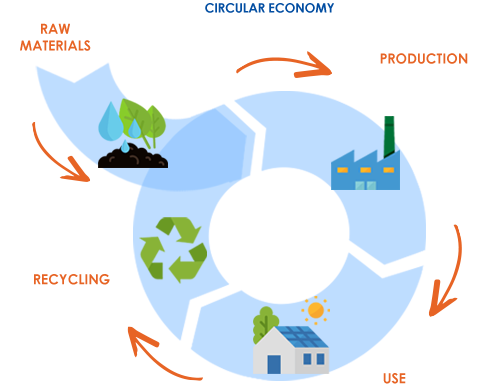 CIRCULAR ECONOMY
RAW
MATERIALS
PRODUCTION
RECYCLING
USE